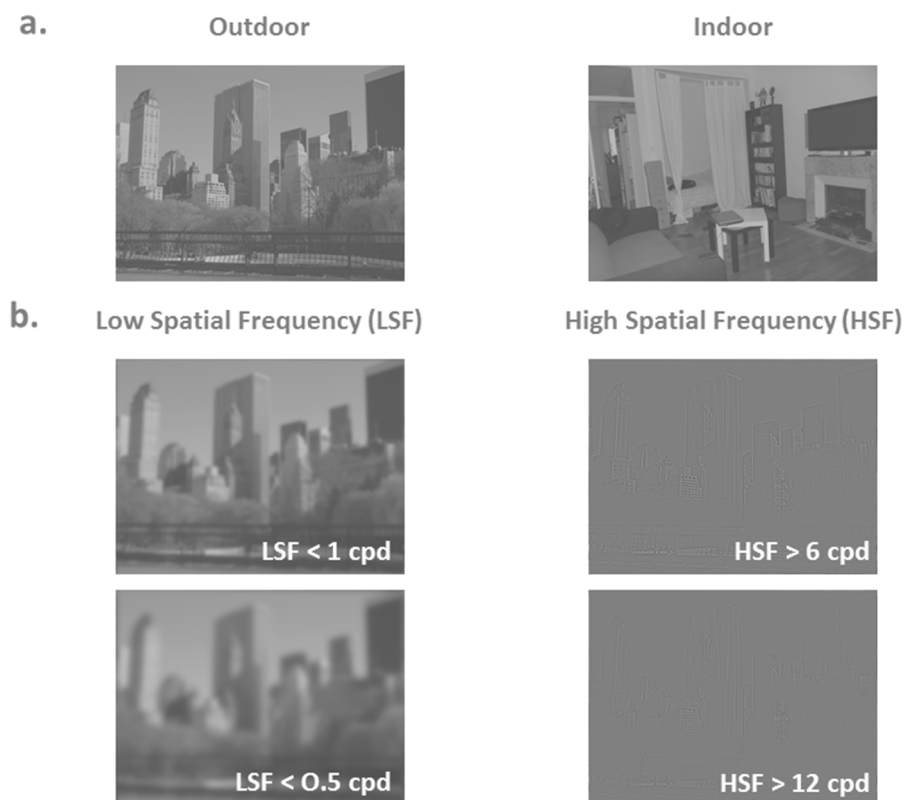 a.
Outdoor
Indoor
b.
Low Spatial Frequency (LSF)
High Spatial Frequency (HSF)
LSF < 1 cpd
HSF > 6 cpd
LSF < O.5 cpd
HSF > 12 cpd